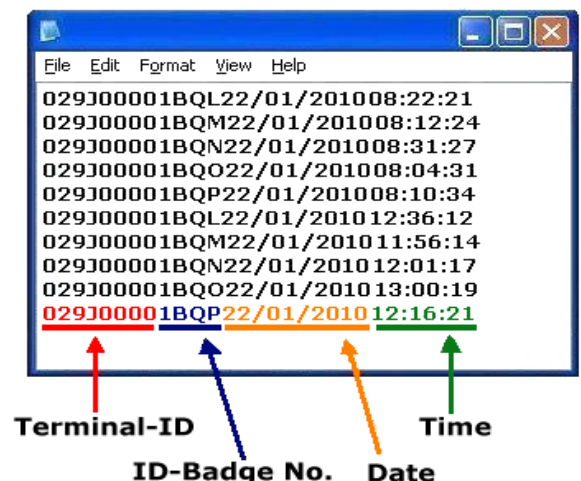 File Edit Format View Help
029J00001BQL22/01/201008:22:21
029J00001BQM22/01/201008:12:24
029J00001BQN22/01/201008:31:27
029J00001BQO22/01/201008:04:31
029J00001BQP22/01/201008:10:34
029J00001BQL22/01/201012:36:12
029J00001BQM22/01/201011:56:14
029J00001BQN22/01/201012:01:17
029J00001BQO22/01/201013:00:19
029J00001BQP22/01/201012:16:21
Terminal-ID Time
ID-Badge No. Date